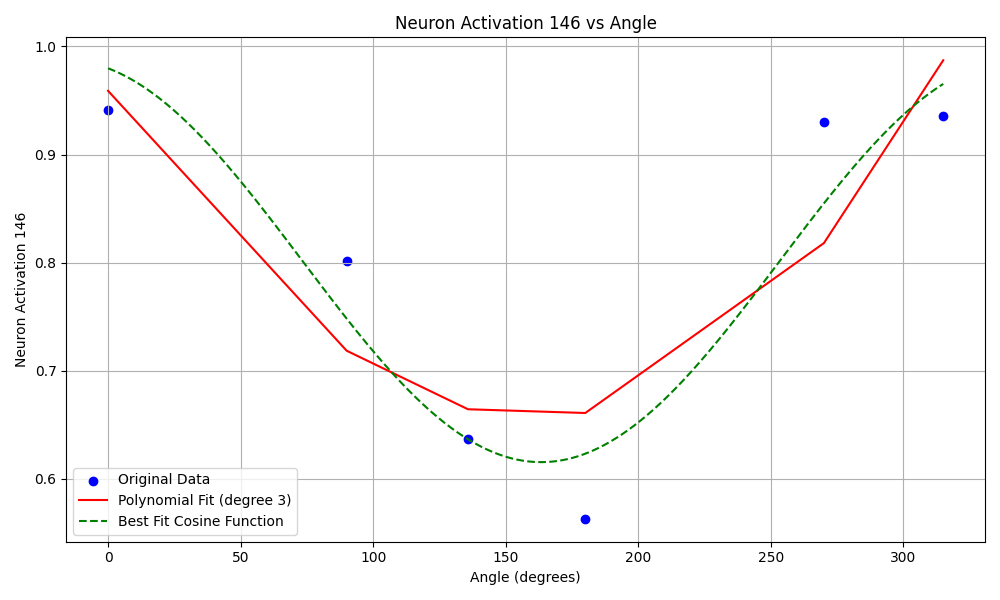 Neuron Activation 146 vs Angle
Neuron Activation 146
1.0
0.9
0.8
0.7
0.6
Original Data
Polynomial Fit (degree 3)
Best Fit Cosine Function
0 50 100 150 200 250 300
Angle (degrees)